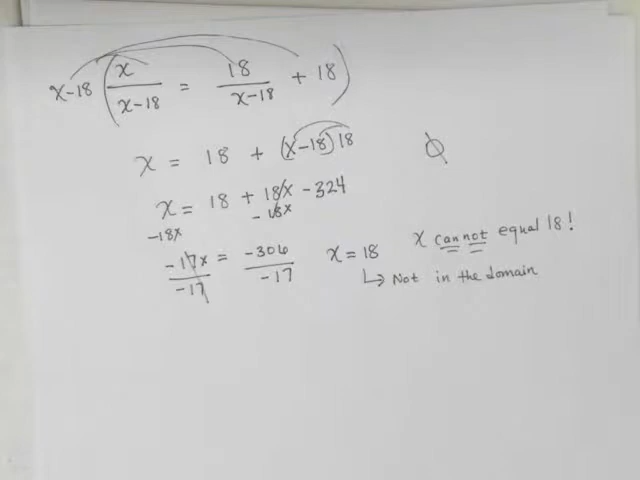 x-18 ( x/(x-18) = 18/(x-18) + 18 )
x = 18 + (x-18)18 ∅
x = 18 + 18x - 324
-18x - 18x
-17x/-17 = -306/-17 x = 18 x cannot equal 18!
↳ Not in the domain